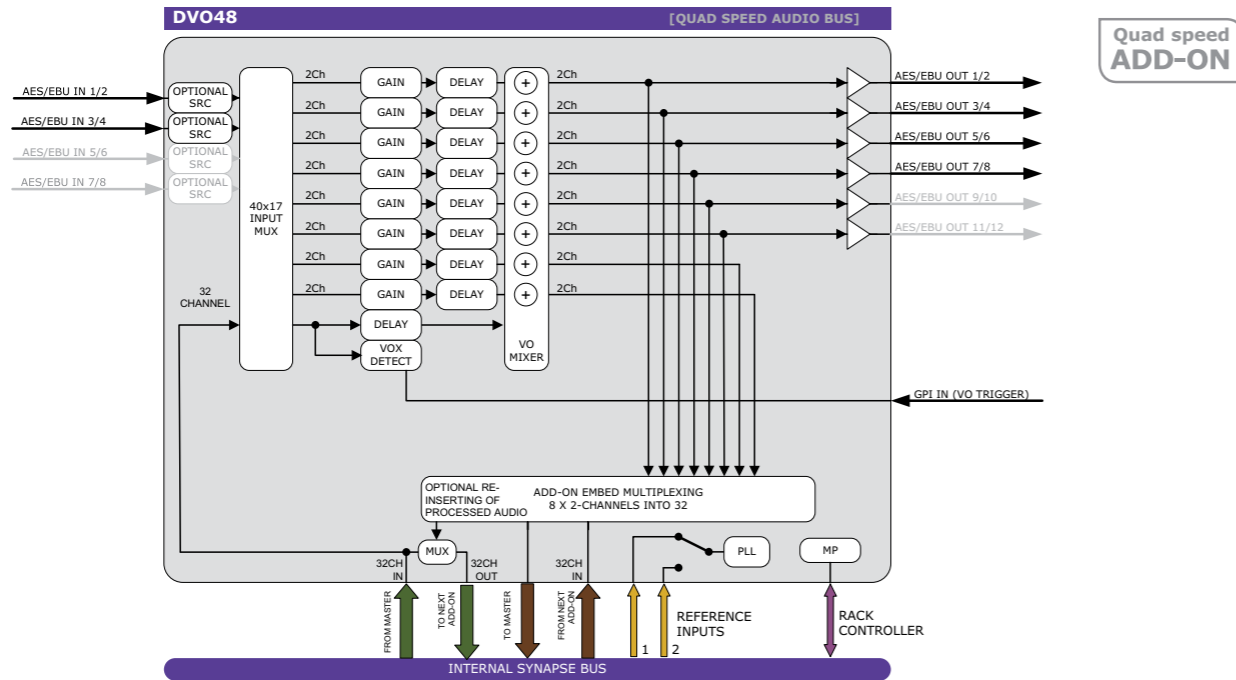 DVO48
[QUAD SPEED AUDIO BUS]
Quad speed
ADD-ON
AES/EBU IN 1/2
AES/EBU IN 3/4
AES/EBU IN 5/6
AES/EBU IN 7/8
OPTIONAL
SRC
OPTIONAL
SRC
OPTIONAL
SRC
OPTIONAL
SRC
32
CHANNEL
40x17
INPUT
MUX
2Ch
GAIN
DELAY
+
2Ch
AES/EBU OUT 1/2
2Ch
GAIN
DELAY
+
2Ch
AES/EBU OUT 3/4
2Ch
GAIN
DELAY
+
2Ch
AES/EBU OUT 5/6
2Ch
GAIN
DELAY
+
2Ch
AES/EBU OUT 7/8
2Ch
GAIN
DELAY
+
2Ch
AES/EBU OUT 9/10
2Ch
GAIN
DELAY
+
2Ch
AES/EBU OUT 11/12
2Ch
GAIN
DELAY
+
2Ch
2Ch
GAIN
DELAY
+
2Ch
DELAY
VOX
DETECT
VO
MIXER
GPI IN (VO TRIGGER)
OPTIONAL RE-
INSERTING OF
PROCESSED AUDIO
ADD-ON EMBED MULTIPLEXING
8 X 2-CHANNELS INTO 32
MUX
PLL
MP
32CH
IN
32CH
OUT
32CH
IN
FROM MASTER
TO NEXT
ADD-ON
TO MASTER
FROM NEXT
ADD-ON
1
2
REFERENCE
INPUTS
RACK
CONTROLLER
INTERNAL SYNAPSE BUS